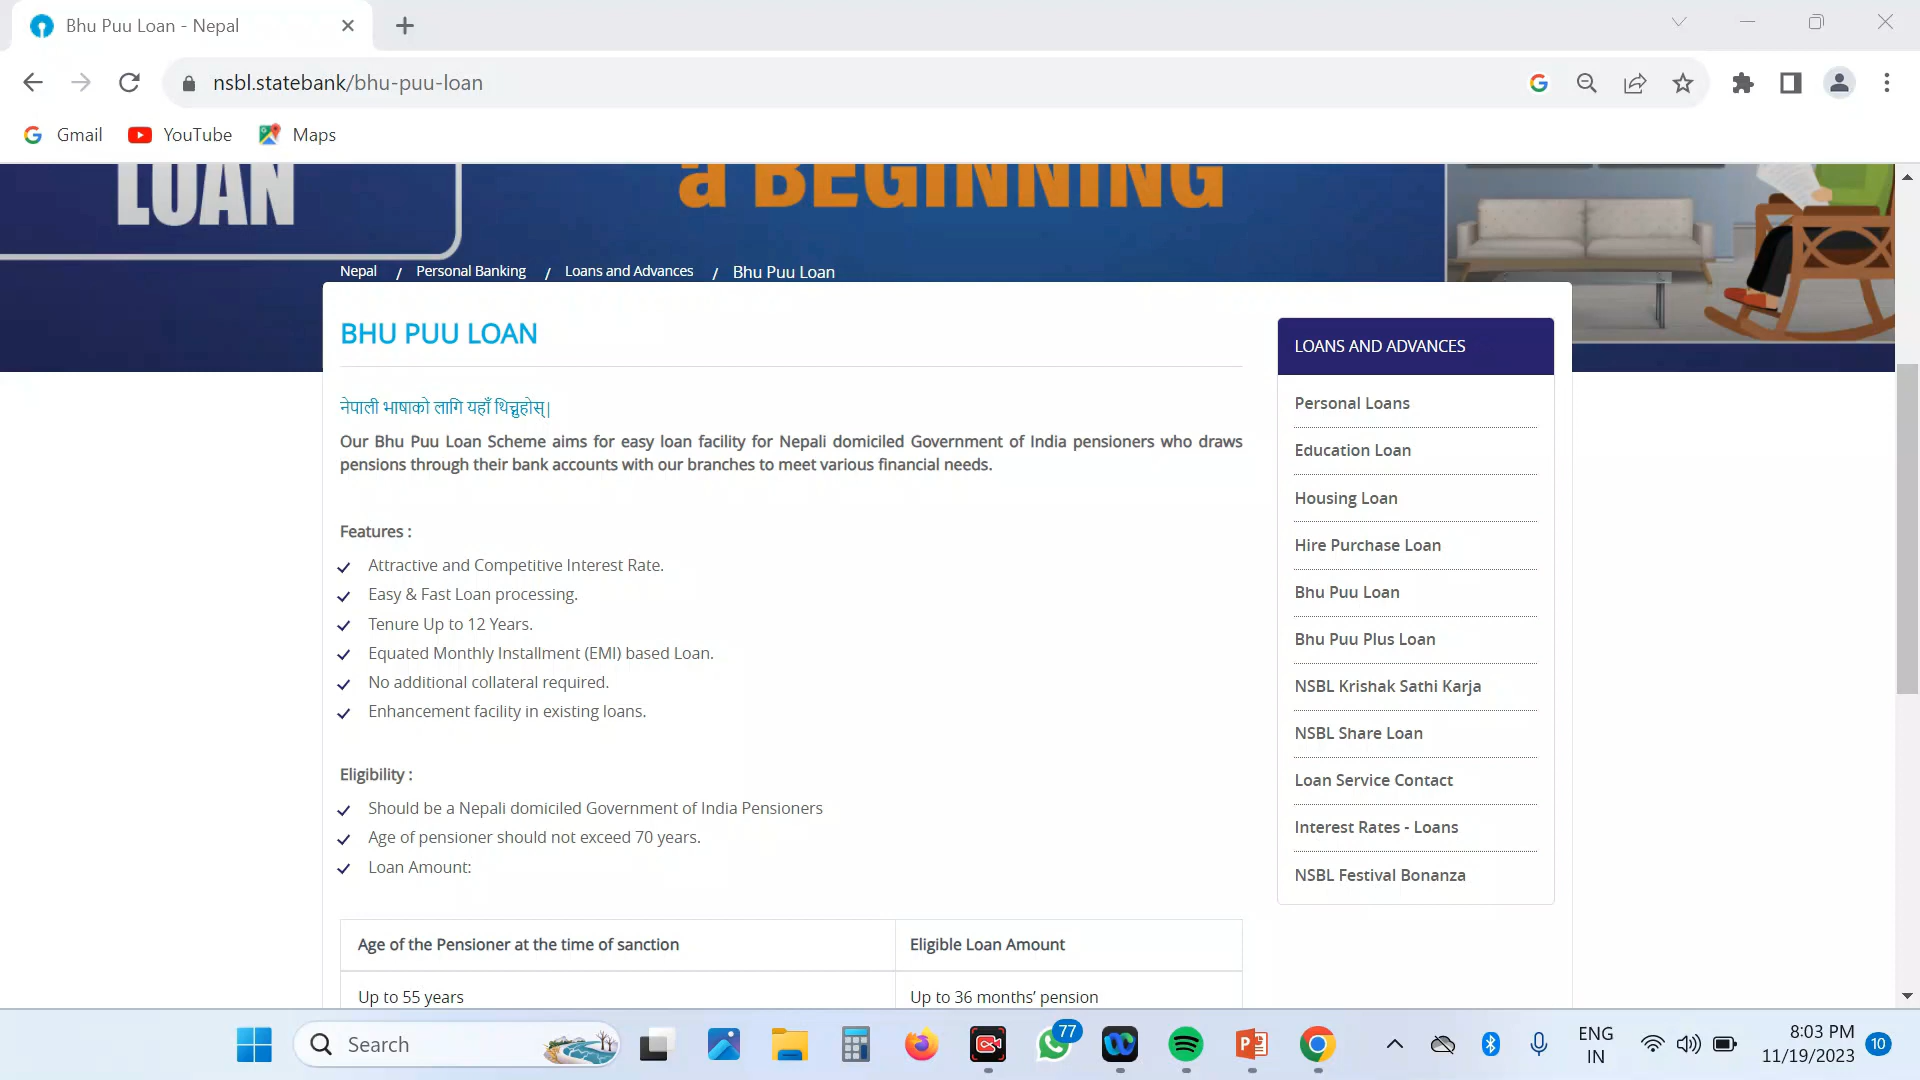 Bhu Puu Loan - Nepal
nsbl.statebank/bhu-puu-loan
Gmail YouTube Maps
LOAN
a BEGINNING
Nepal / Personal Banking / Loans and Advances / Bhu Puu Loan
BHU PUU LOAN
नेपाली भाषाको लागि यहाँ थिच्नुहोस्|
Our Bhu Puu Loan Scheme aims for easy loan facility for Nepali domiciled Government of India pensioners who draws
pensions through their bank accounts with our branches to meet various financial needs.
Features :
Attractive and Competitive Interest Rate.
Easy & Fast Loan processing.
Tenure Up to 12 Years.
Equated Monthly Installment (EMI) based Loan.
No additional collateral required.
Enhancement facility in existing loans.
Eligibility :
Should be a Nepali domiciled Government of India Pensioners
Age of pensioner should not exceed 70 years.
Loan Amount:
Age of the Pensioner at the time of sanction Eligible Loan Amount
Up to 55 years Up to 36 months’ pension
LOANS AND ADVANCES
Personal Loans
Education Loan
Housing Loan
Hire Purchase Loan
Bhu Puu Loan
Bhu Puu Plus Loan
NSBL Krishak Sathi Karja
NSBL Share Loan
Loan Service Contact
Interest Rates - Loans
NSBL Festival Bonanza
Search
77
ENG
IN
8:03 PM
11/19/2023
10